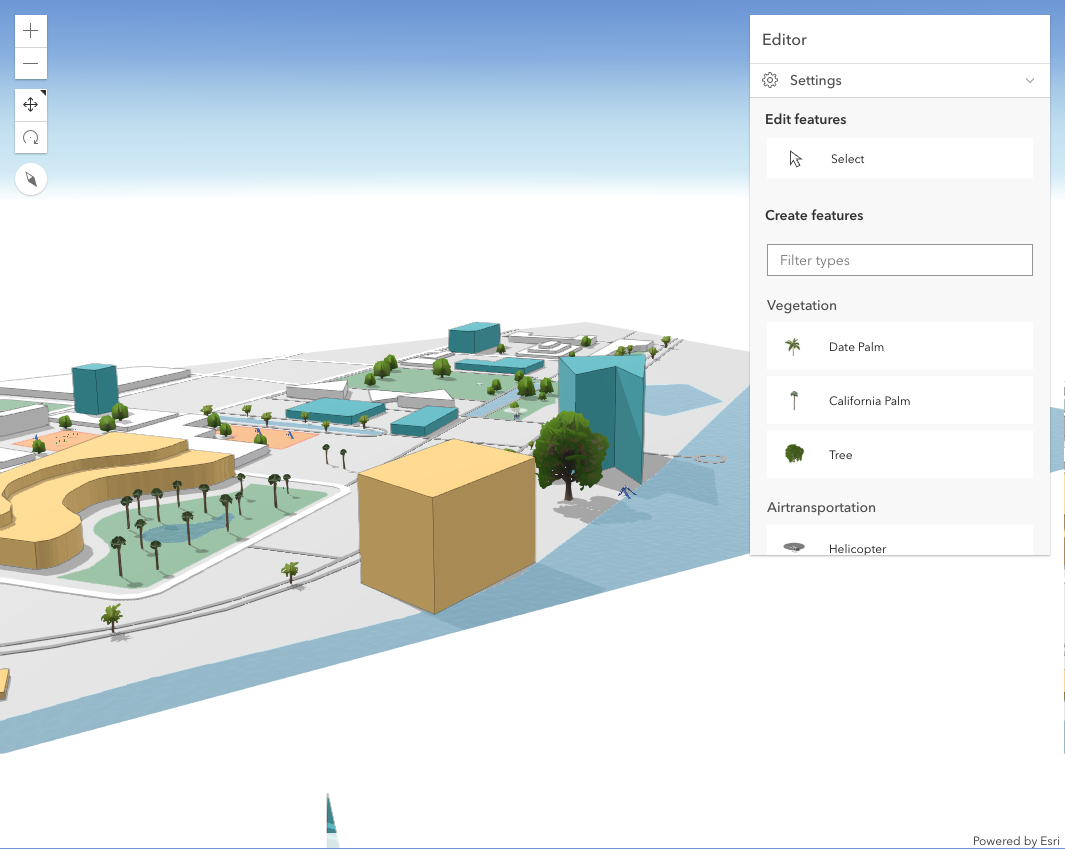 Editor
Settings
Edit features
Select
Create features
Filter types
Vegetation
Date Palm
California Palm
Tree
Airtransportation
Helicopter
Powered by Esri